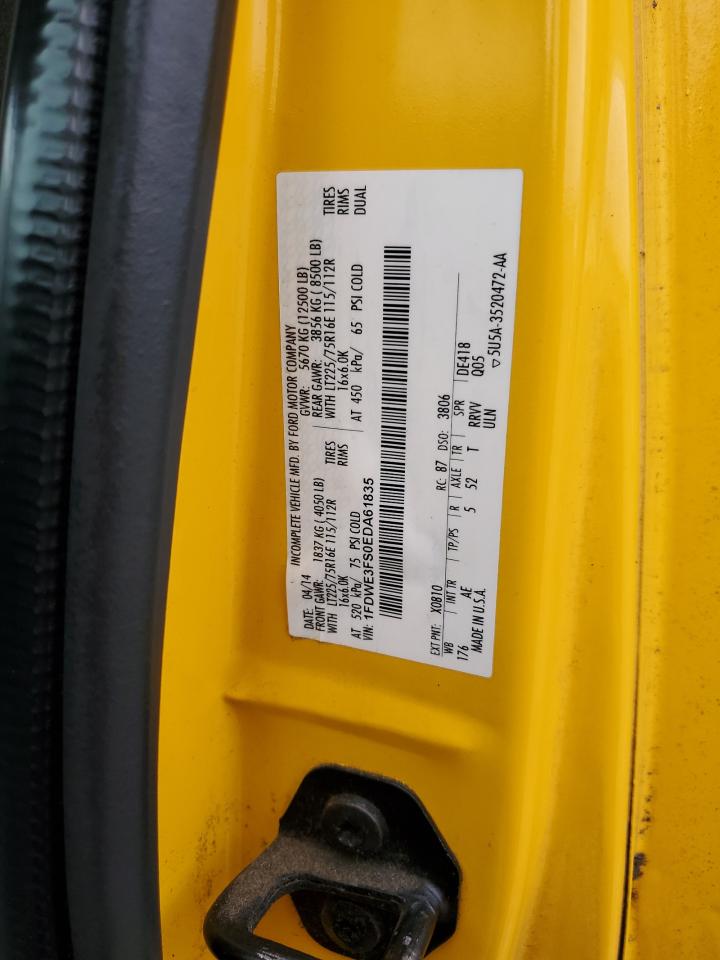 INCOMPLETE VEHICLE MFD. BY FORD MOTOR COMPANY
DATE: 04/14 GVWR: 5670 KG (12500 LB)
FRONT GAWR: 1837 KG ( 4050 LB) REAR GAWR: 3856 KG ( 8500 LB)
WITH LT225/75R16E 115/112R TIRES WITH LT225/75R16E 115/112R TIRES
16x6.0K RIMS 16x6.0K RIMS
AT 520 kPa/ 75 PSI COLD AT 450 kPa/ 65 PSI COLD DUAL
VIN: 1FDWE3FS0EDA61835
EXT PNT: X0810 RC: 87 DSO: 3806
WB INT TR TP/PS R AXLE TR SPR DE418
176 AE 5 52 T RRVV Q05
MADE IN U.S.A. ULN
▽5U5A-3520472-AA